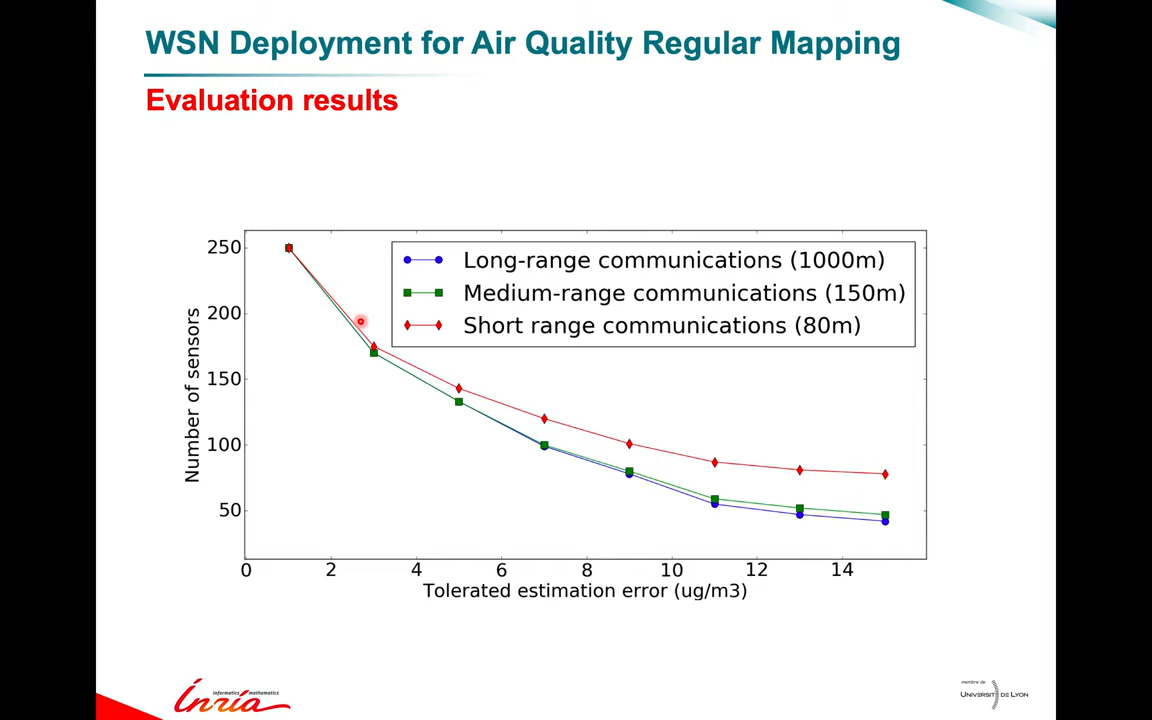 WSN Deployment for Air Quality Regular Mapping
Evaluation results
250
200
150
100
50
Number of sensors
Long-range communications (1000m)
Medium-range communications (150m)
Short range communications (80m)
0 2 4 6 8 10 12 14
Tolerated estimation error (ug/m3)
informatics mathematics
Inria
membre de
UNIVERSITÉ DE LYON